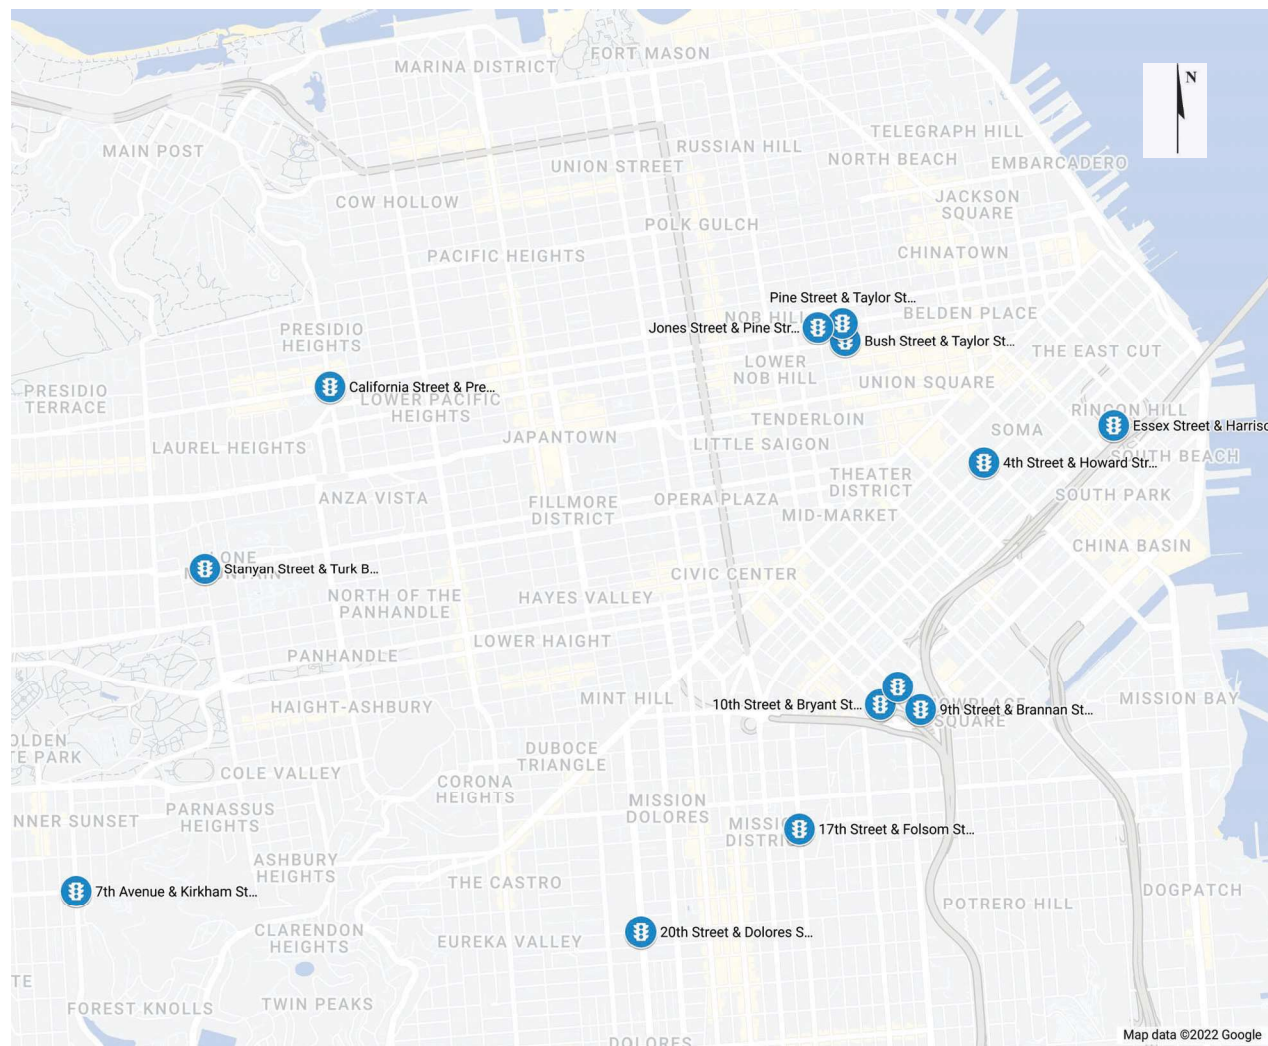 FORT MASON
MARINA DISTRICT
N
TELEGRAPH HILL
MAIN POST
RUSSIAN HILL
NORTH BEACH
UNION STREET
EMBARCADERO
COW HOLLOW
JACKSON
SQUARE
POLK GULCH
PACIFIC HEIGHTS
CHINATOWN
Pine Street & Taylor St...
NOB HILL
BELDEN PLACE
PRESIDIO
HEIGHTS
Jones Street & Pine Str...
Bush Street & Taylor St...
THE EAST CUT
LOWER
NOB HILL
UNION SQUARE
PRESIDIO
TERRACE
California Street & Pre...
LOWER PACIFIC
HEIGHTS
RINCON HILL
TENDERLOIN
Essex Street & Harriso
SOMA
JAPANTOWN
LITTLE SAIGON
LAUREL HEIGHTS
SOUTH BEACH
4th Street & Howard Str...
THEATER
DISTRICT
ANZA VISTA
FILLMORE
DISTRICT
OPERA PLAZA
SOUTH PARK
MID-MARKET
CHINA BASIN
LONE
MOUNTAIN
Stanyan Street & Turk B...
CIVIC CENTER
NORTH OF THE
PANHANDLE
HAYES VALLEY
LOWER HAIGHT
PANHANDLE
HAIGHT-ASHBURY
MINT HILL
10th Street & Bryant St...
9th Street & Brannan St...
SQUARE
MISSION BAY
OLDEN
E PARK
DUBOCE
TRIANGLE
COLE VALLEY
CORONA
HEIGHTS
PARNASSUS
HEIGHTS
NNER SUNSET
MISSION
DOLORES
MISSION
DISTRICT
17th Street & Folsom St...
ASHBURY
HEIGHTS
THE CASTRO
7th Avenue & Kirkham St...
DOGPATCH
POTRERO HILL
CLARENDON
HEIGHTS
EUREKA VALLEY
20th Street & Dolores S...
TE
FOREST KNOLLS
TWIN PEAKS
DOLORES
Map data ©2022 Google